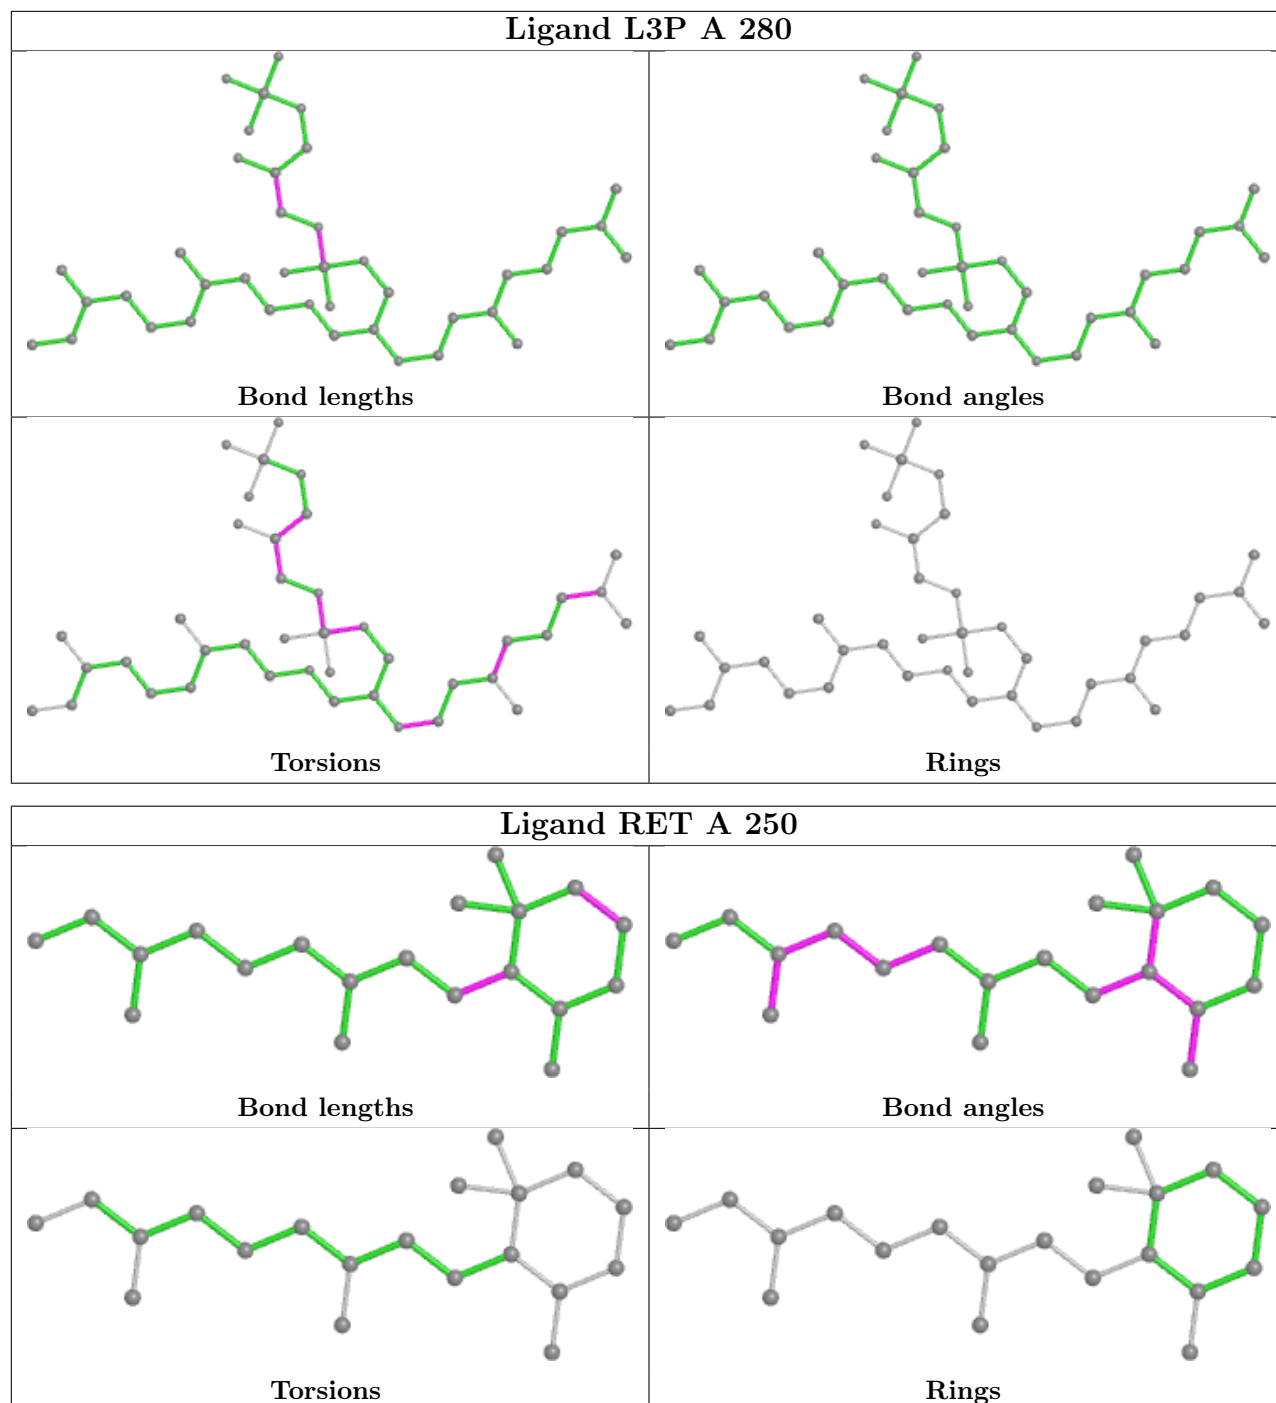 Ligand L3P A 280
Bond lengths
Bond angles
Torsions
Rings
Ligand RET A 250
Bond lengths
Bond angles
Torsions
Rings